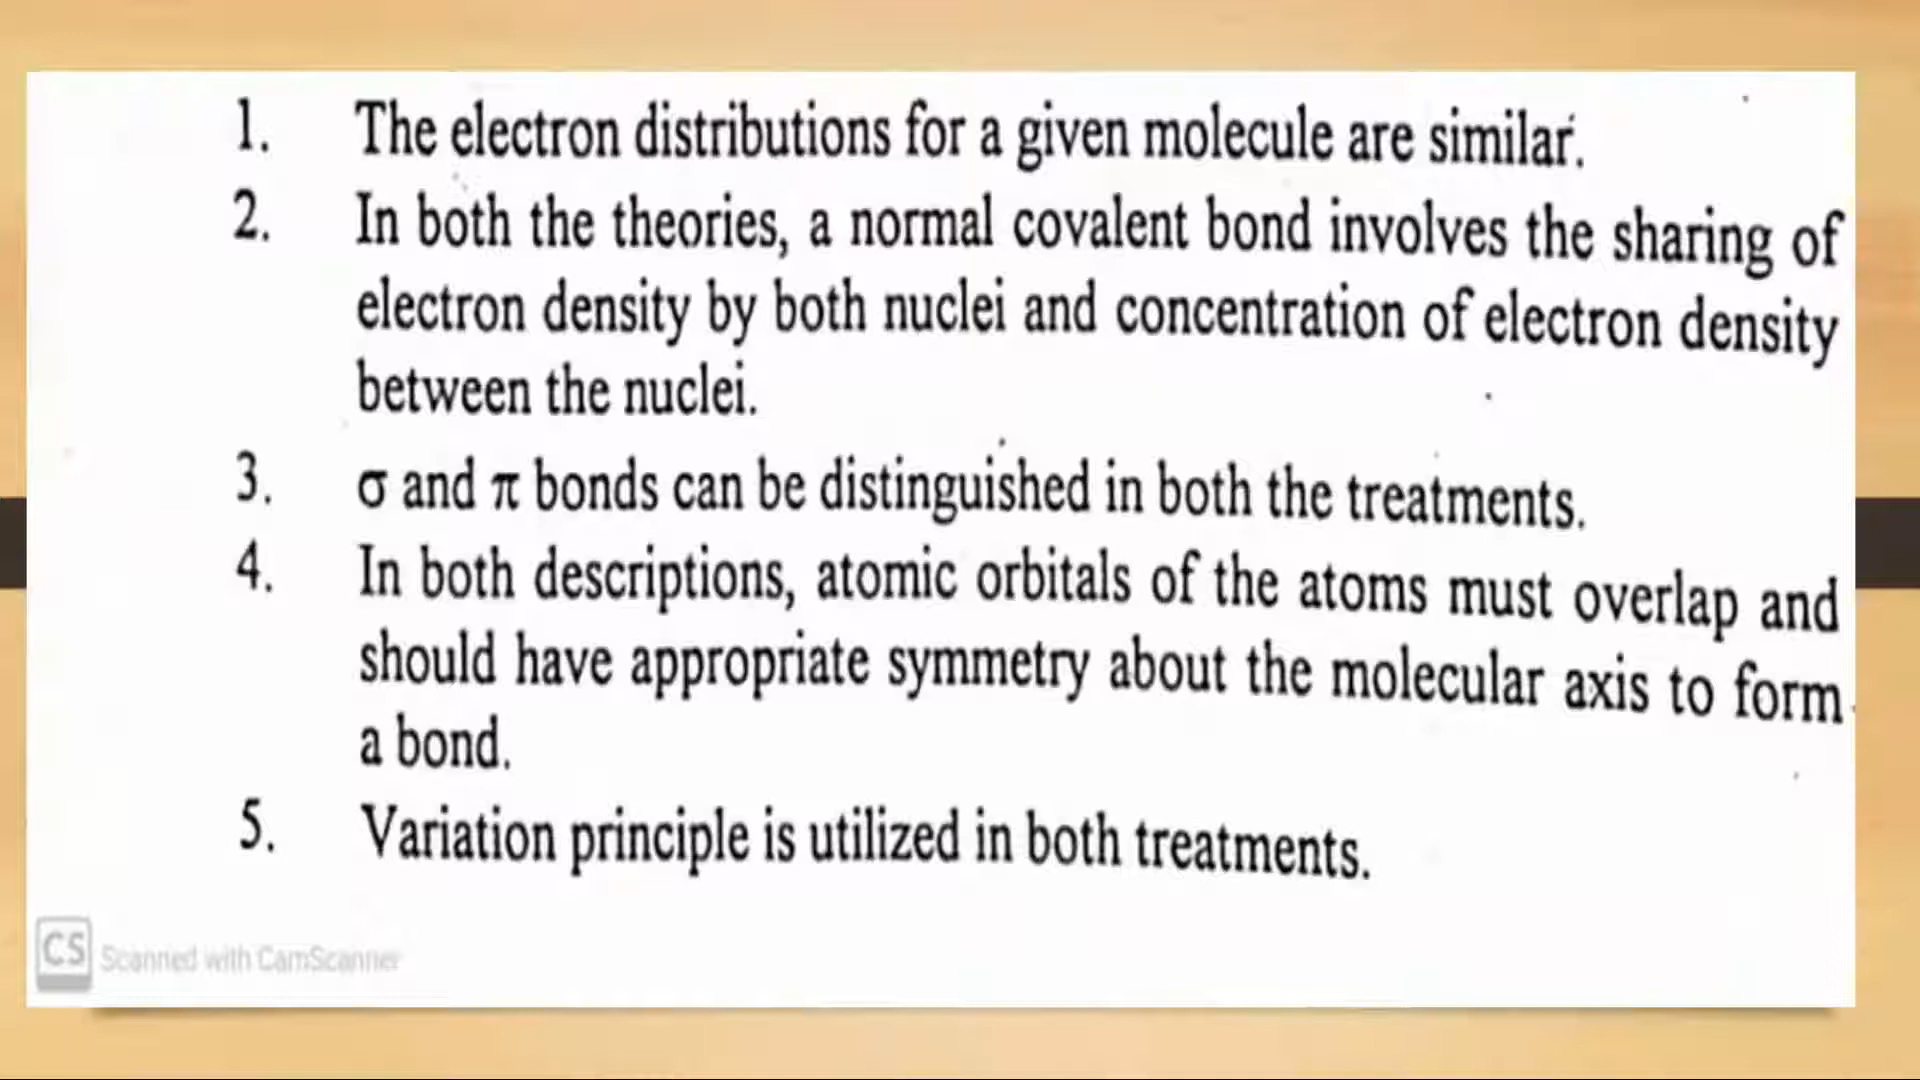 1. The electron distributions for a given molecule are similar.
2. In both the theories, a normal covalent bond involves the sharing of
electron density by both nuclei and concentration of electron density
between the nuclei.
3. σ and π bonds can be distinguished in both the treatments.
4. In both descriptions, atomic orbitals of the atoms must overlap and
should have appropriate symmetry about the molecular axis to form
a bond.
5. Variation principle is utilized in both treatments.
CS Scanned with CamScanner